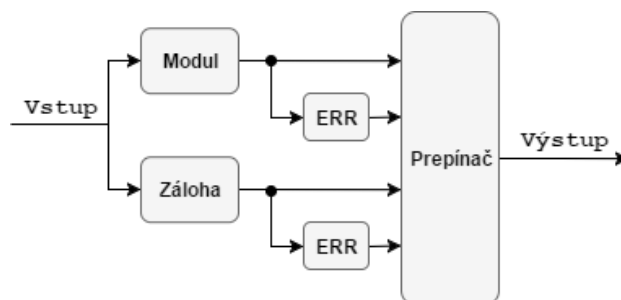 Modul
Vstup
ERR
Výstup
Prepínač
Záloha
ERR